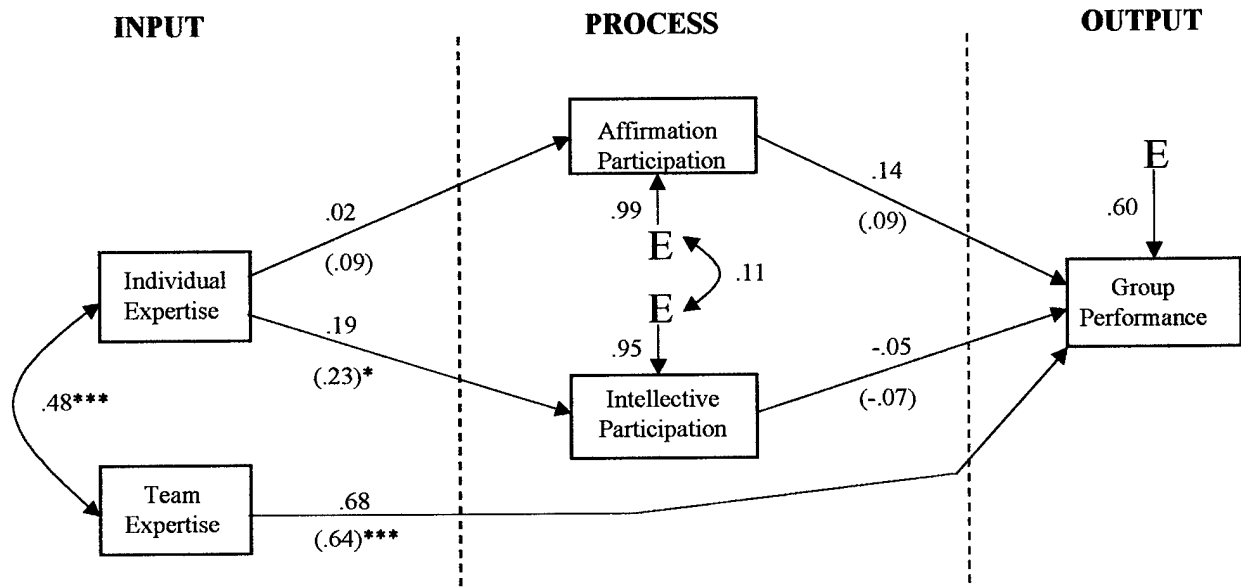 INPUT
PROCESS
OUTPUT
Affirmation
Participation
E
.14
(.09)
.60
.02
(.09)
.99
E
.11
Individual
Expertise
Group
Performance
E
.19
(.23)*
.95
-.05
(-.07)
.48***
Intellective
Participation
Team
Expertise
.68
(.64)***